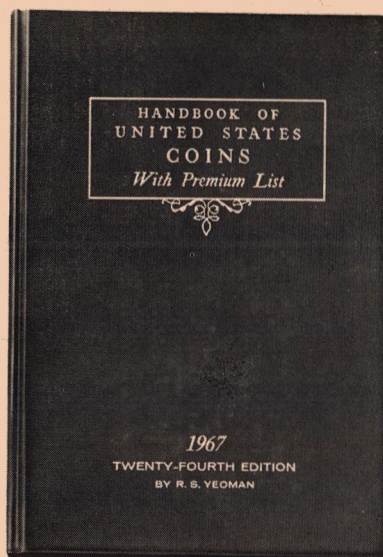 HANDBOOK OF
UNITED STATES
COINS
With Premium List
1967
TWENTY-FOURTH EDITION
BY R. S. YEOMAN